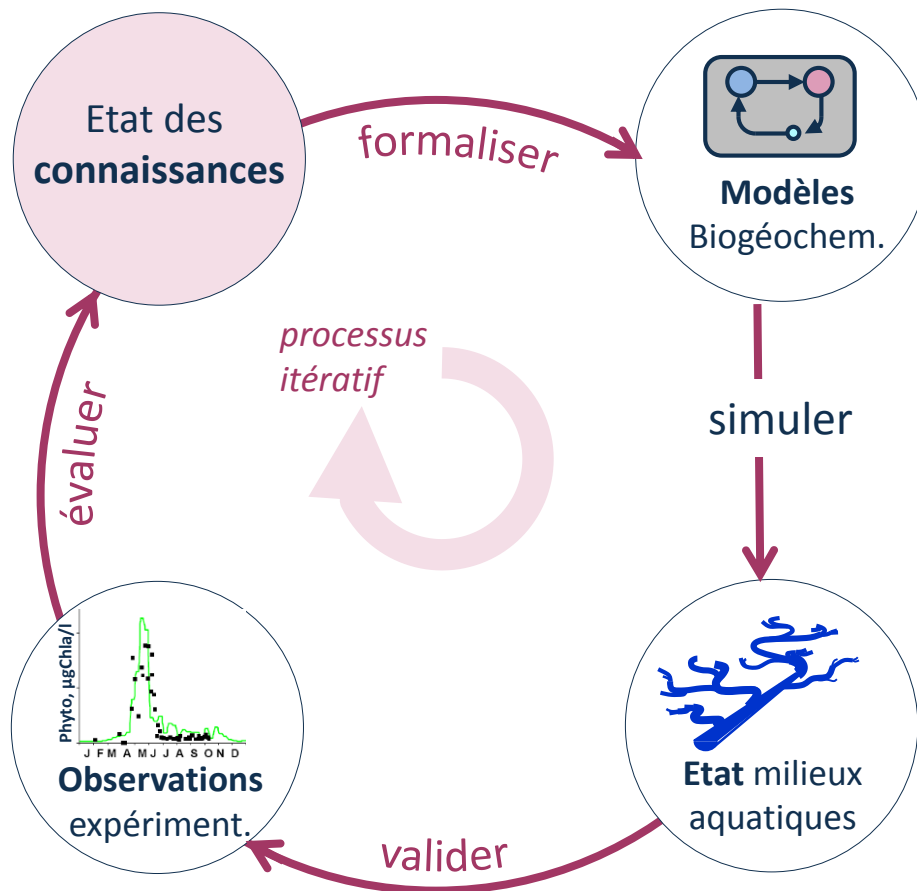 Etat des
connaissances
formaliser
Modèles
Biogéochem.
simuler
Etat milieux
aquatiques
valider
Phyto, µgChla/l
J F M A M J J A S O N D
Observations
expériment.
évaluer
processus
itératif